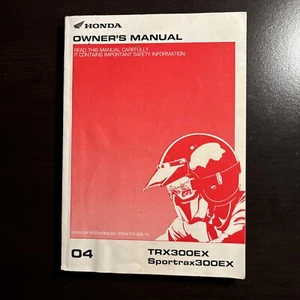 HONDA
OWNER'S MANUAL
READ THIS MANUAL CAREFULLY.
IT CONTAINS IMPORTANT SAFETY INFORMATION.
04
TRX300EX
Sportrax300EX